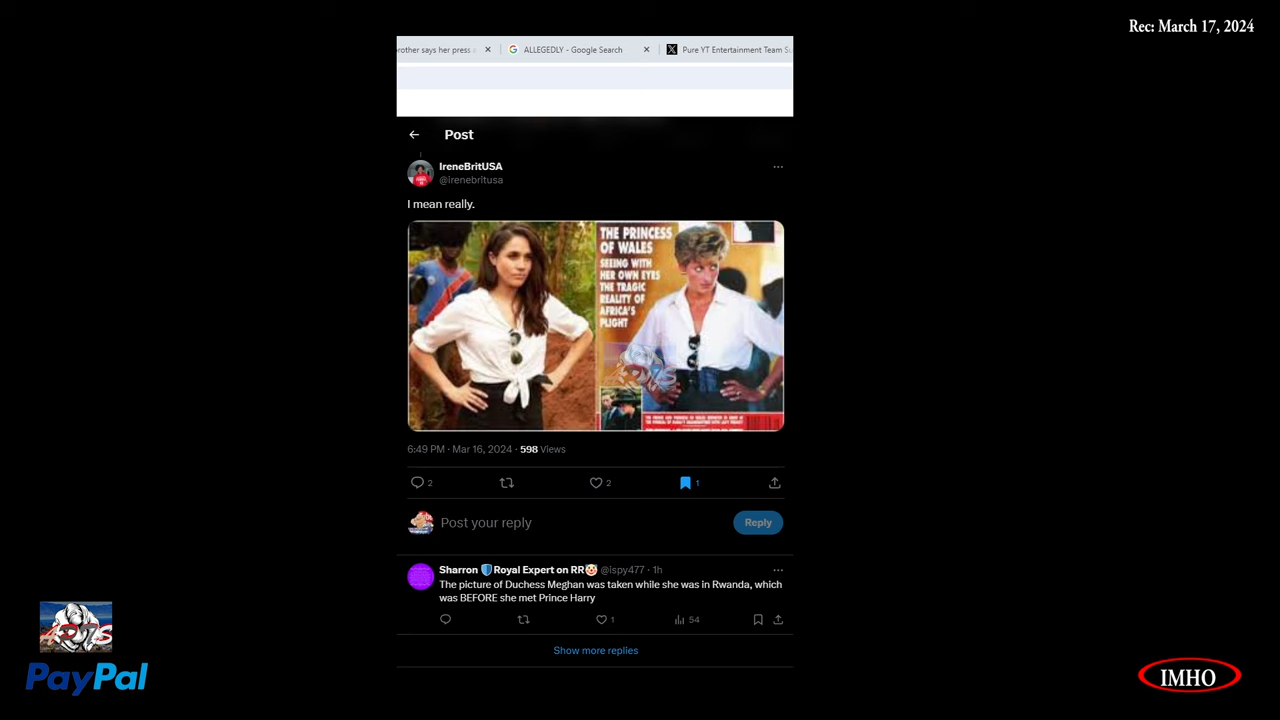 Rec: March 17, 2024
rother says her press
ALLEGEDLY - Google Search
Pure YT Entertainment Team
Post
IreneBritUSA
@irenebritusa
I mean really.
THE PRINCESS
OF WALES
SEEING WITH
HER OWN EYES
THE TRAGIC
REALITY OF
AFRICA'S
PLIGHT
6:49 PM · Mar 16, 2024 · 598 Views
2
2
1
Post your reply
Reply
Sharron 🛡Royal Expert on RR🤡 @ispy477 · 1h
The picture of Duchess Meghan was taken while she was in Rwanda, which
was BEFORE she met Prince Harry
1
54
Show more replies
PayPal
IMHO